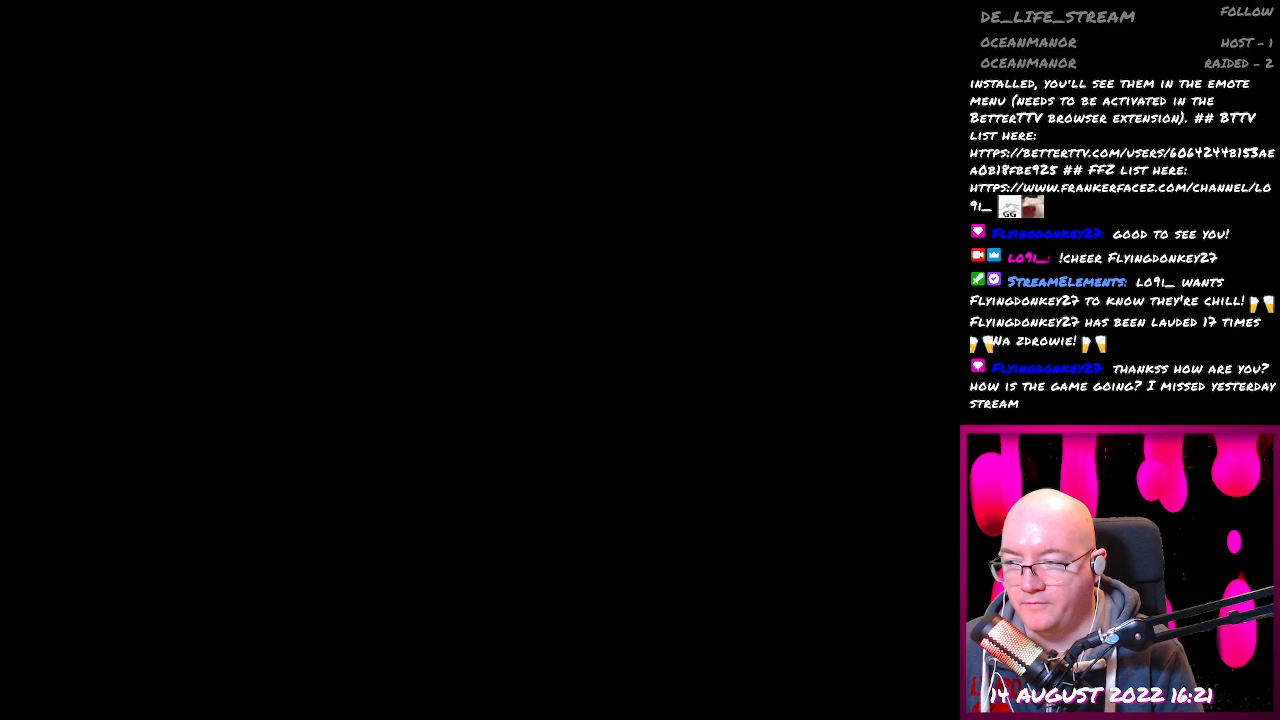 DE_LIFE_STREAM FOLLOW
OCEANMANOR HOST - 1
OCEANMANOR RAIDED - 2
INSTALLED, YOU'LL SEE THEM IN THE EMOTE
MENU (NEEDS TO BE ACTIVATED IN THE
BETTERTTV BROWSER EXTENSION). ## BTTV
LIST HERE:
HTTPS://BETTERTTV.COM/USERS/6064244B153AE
A0B18FBE925 ## FFZ LIST HERE:
HTTPS://WWW.FRANKERFACEZ.COM/CHANNEL/LO
9I_ GG
FLYINGDONKEY27: GOOD TO SEE YOU!
LO9I_: !CHEER FLYINGDONKEY27
STREAMELEMENTS: LO9I_ WANTS
FLYINGDONKEY27 TO KNOW THEY'RE CHILL!
FLYINGDONKEY27 HAS BEEN LAUDED 17 TIMES
NA ZDROWIE!
FLYINGDONKEY27: THANKSS HOW ARE YOU?
HOW IS THE GAME GOING? I MISSED YESTERDAY
STREAM
14 AUGUST 2022 16:21